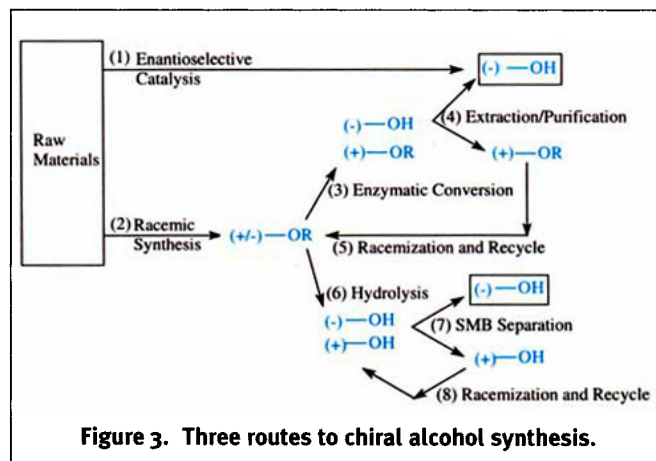 (1) Enantioselective
Catalysis
(-) —OH
Raw
Materials
(-)—OH
(+)—OR
(4) Extraction/Purification
(+)—OR
(3) Enzymatic Conversion
(2) Racemic
Synthesis
(+/-)—OR
(5) Racemization and Recycle
(6) Hydrolysis
(-)—OH
(+)—OH
(-)—OH
(7) SMB Separation
(+)—OH
(8) Racemization and Recycle
Figure 3. Three routes to chiral alcohol synthesis.